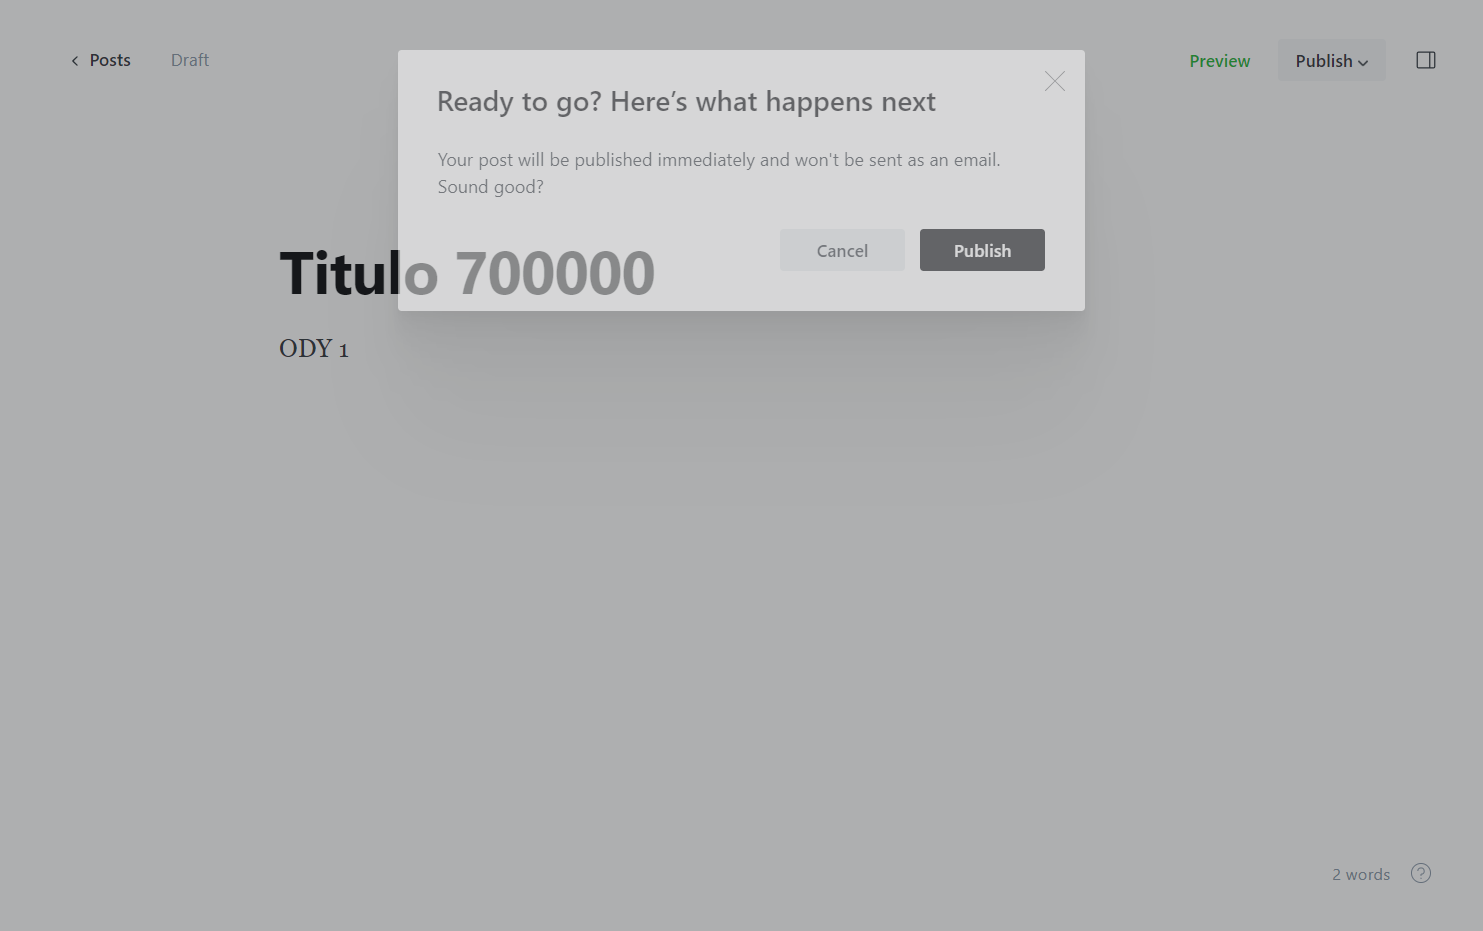 Posts Draft Preview Publish
Ready to go? Here’s what happens next
Your post will be published immediately and won't be sent as an email.
Sound good?
Cancel Publish
Titulo 700000
ODY 1
2 words ?